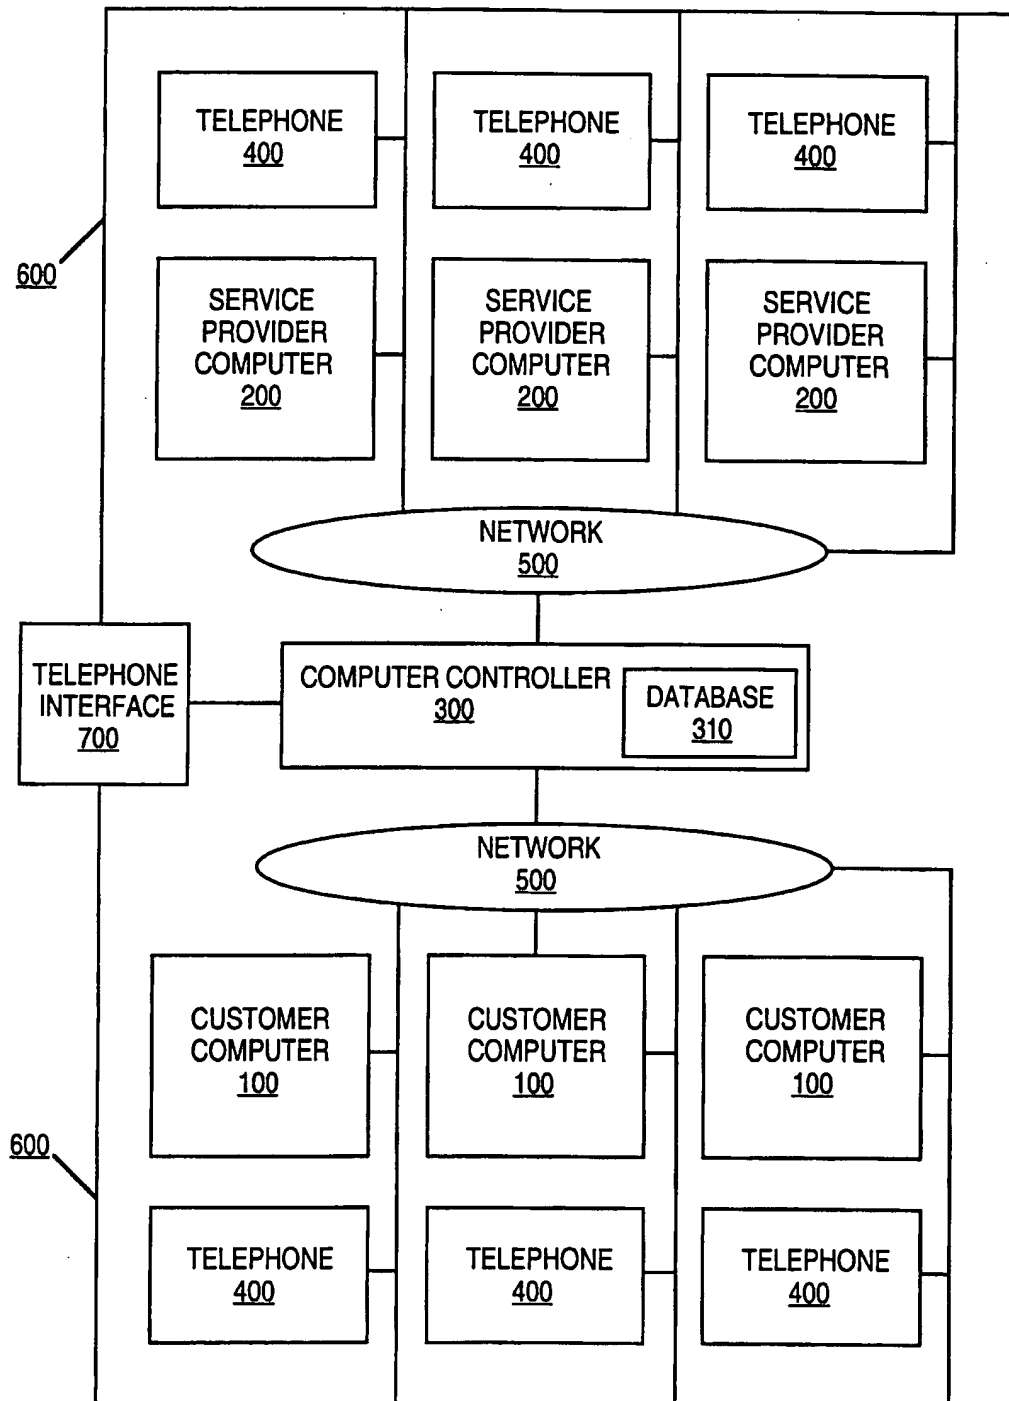 TELEPHONE
400
TELEPHONE
400
TELEPHONE
400
600
SERVICE
PROVIDER
COMPUTER
200
SERVICE
PROVIDER
COMPUTER
200
SERVICE
PROVIDER
COMPUTER
200
NETWORK
500
TELEPHONE
INTERFACE
700
COMPUTER CONTROLLER
300
DATABASE
310
NETWORK
500
CUSTOMER
COMPUTER
100
CUSTOMER
COMPUTER
100
CUSTOMER
COMPUTER
100
600
TELEPHONE
400
TELEPHONE
400
TELEPHONE
400